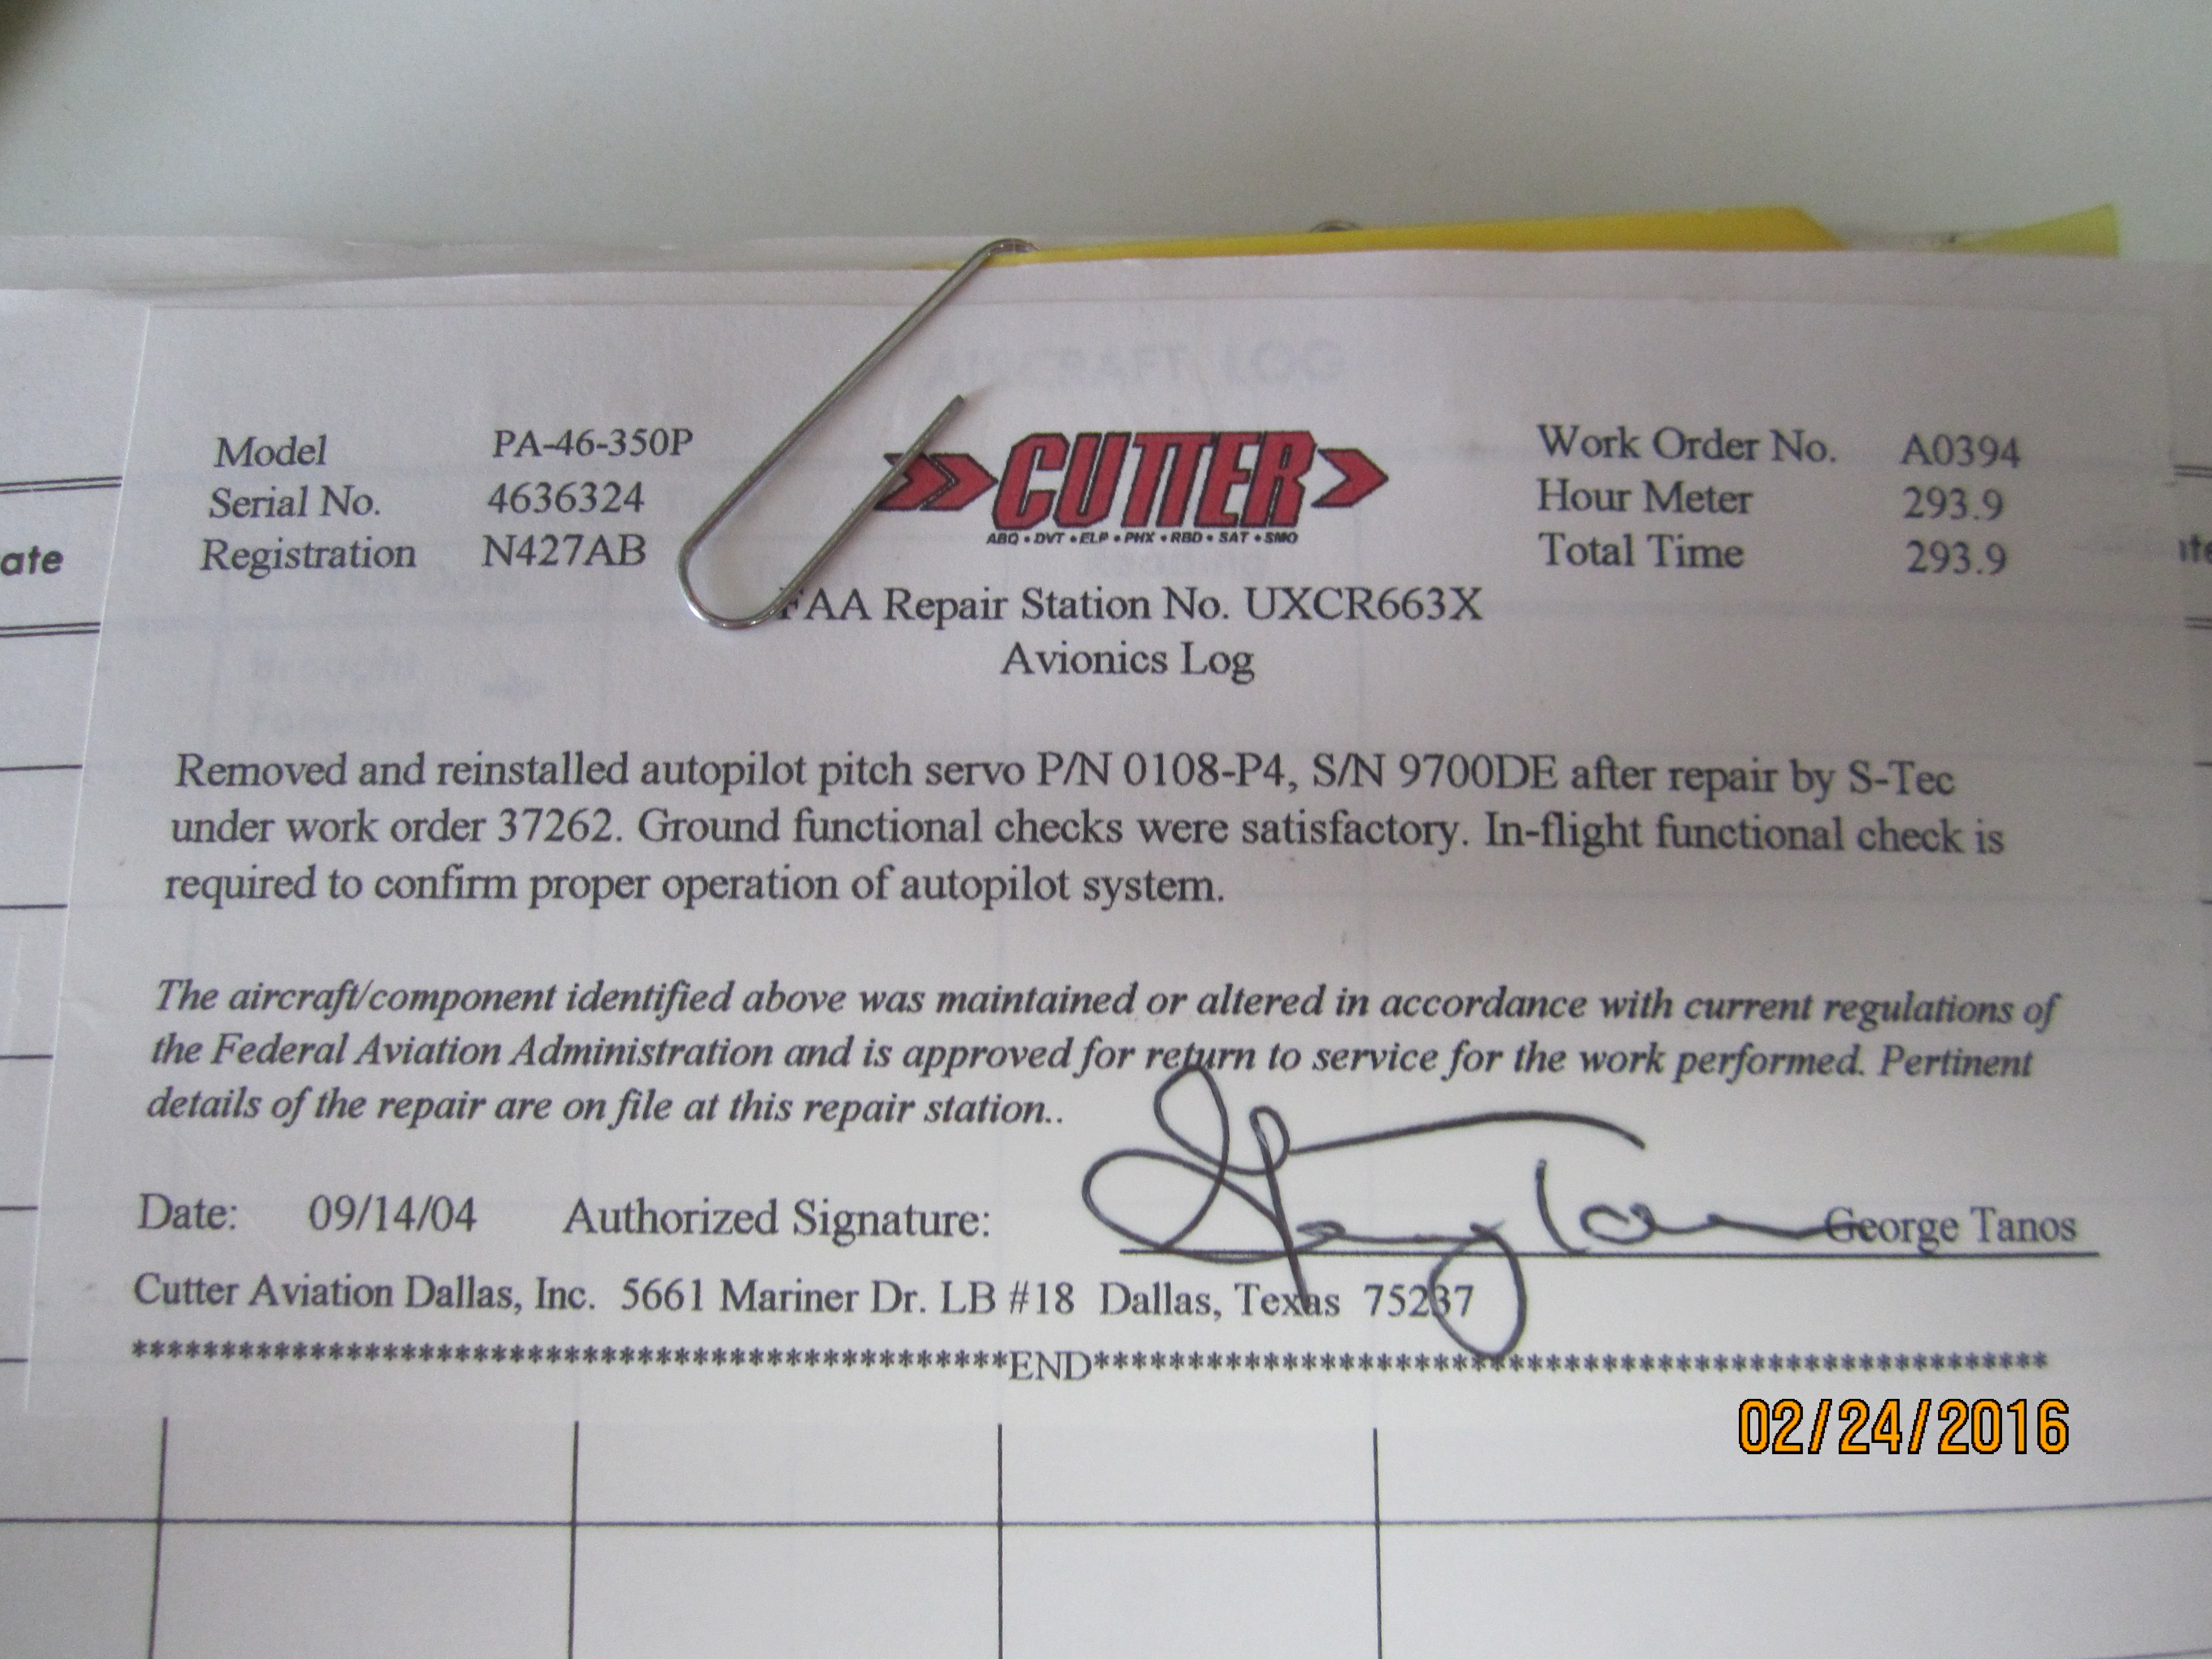 AIRCRAFT LOG
Model PA-46-350P
Serial No. 4636324
Registration N427AB
CUTTER
ABQ • DVT • ELP • PHX • RBD • SAT • SMO
Work Order No. A0394
Hour Meter 293.9
Total Time 293.9
ate
FAA Repair Station No. UXCR663X
Avionics Log
Brought
Forward
Removed and reinstalled autopilot pitch servo P/N 0108-P4, S/N 9700DE after repair by S-Tec
under work order 37262. Ground functional checks were satisfactory. In-flight functional check is
required to confirm proper operation of autopilot system.
The aircraft/component identified above was maintained or altered in accordance with current regulations of
the Federal Aviation Administration and is approved for return to service for the work performed. Pertinent
details of the repair are on file at this repair station..
Date: 09/14/04 Authorized Signature: George Tanos
Cutter Aviation Dallas, Inc. 5661 Mariner Dr. LB #18 Dallas, Texas 75237
END
02/24/2016